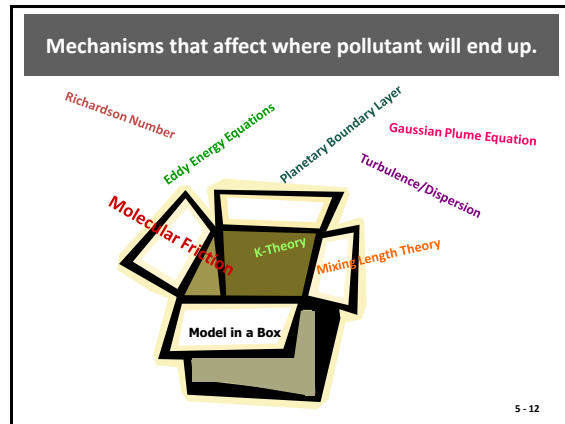 Mechanisms that affect where pollutant will end up.
Richardson Number
Eddy Energy Equations
Planetary Boundary Layer
Gaussian Plume Equation
Turbulence/Dispersion
Molecular Friction
K-Theory
Mixing Length Theory
Model in a Box
5 - 12